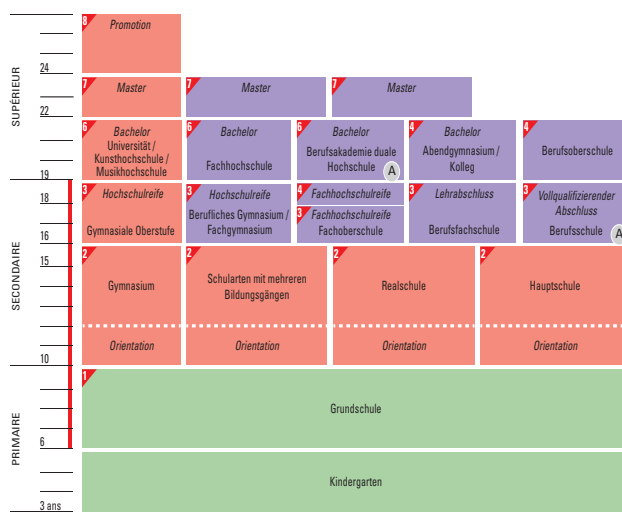 SUPÉRIEUR
SECONDAIRE
PRIMAIRE
24
22
19
18
16
15
10
6
3 ans
8
Promotion
7
Master
7
Master
7
Master
6
Bachelor
Universität /
Kunsthochschule /
Musikhochschule
6
Bachelor
Fachhochschule
6
Bachelor
Berufsakademie duale
Hochschule
A
4
Bachelor
Abendgymnasium /
Kolleg
4
Berufsoberschule
3
Hochschulreife
Gymnasiale Oberstufe
3
Hochschulreife
Berufliches Gymnasium /
Fachgymnasium
4
Fachhochschulreife
3
Fachhochschulreife
Fachoberschule
3
Lehrabschluss
Berufsfachschule
3
Vollqualifizierender
Abschluss
Berufsschule
A
2
Gymnasium
Orientation
2
Schularten mit mehreren
Bildungsgängen
Orientation
2
Realschule
Orientation
2
Hauptschule
Orientation
1
Grundschule
Kindergarten